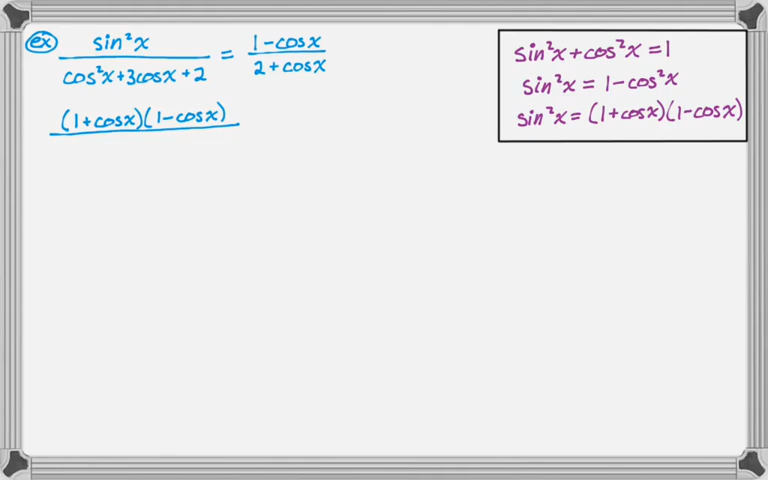 ex sin²x / cos²x+3cosx+2 = 1-cosx / 2+cosx
(1+cosx)(1-cosx)
sin²x+cos²x=1
sin²x=1-cos²x
sin²x=(1+cosx)(1-cosx)